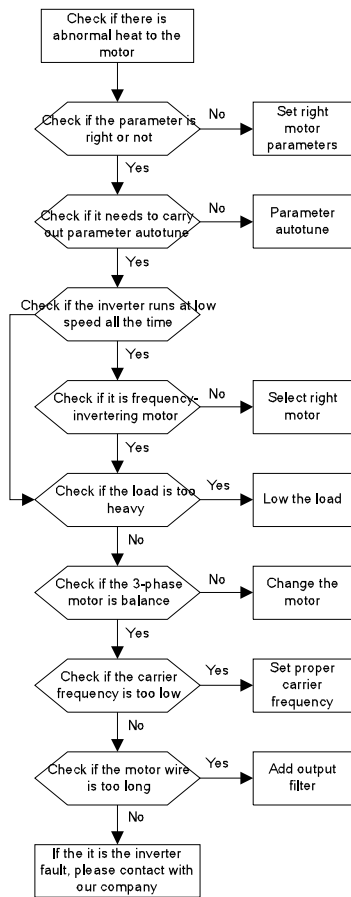 Check if there is
abnormal heat to the
motor
Check if the parameter is
right or not
No
Set right
motor
parameters
Yes
Check if it needs to carry
out parameter autotune
No
Parameter
autotune
Yes
Check if the inverter runs at low
speed all the time
Yes
Check if it is frequency-
invertering motor
No
Select right
motor
Yes
Check if the load is too
heavy
Yes
Low the load
No
Check if the 3-phase
motor is balance
No
Change the
motor
Yes
Check if the carrier
frequency is too low
Yes
Set proper
carrier
frequency
No
Check if the motor wire
is too long
Yes
Add output
filter
No
If the it is the inverter
fault, please contact with
our company